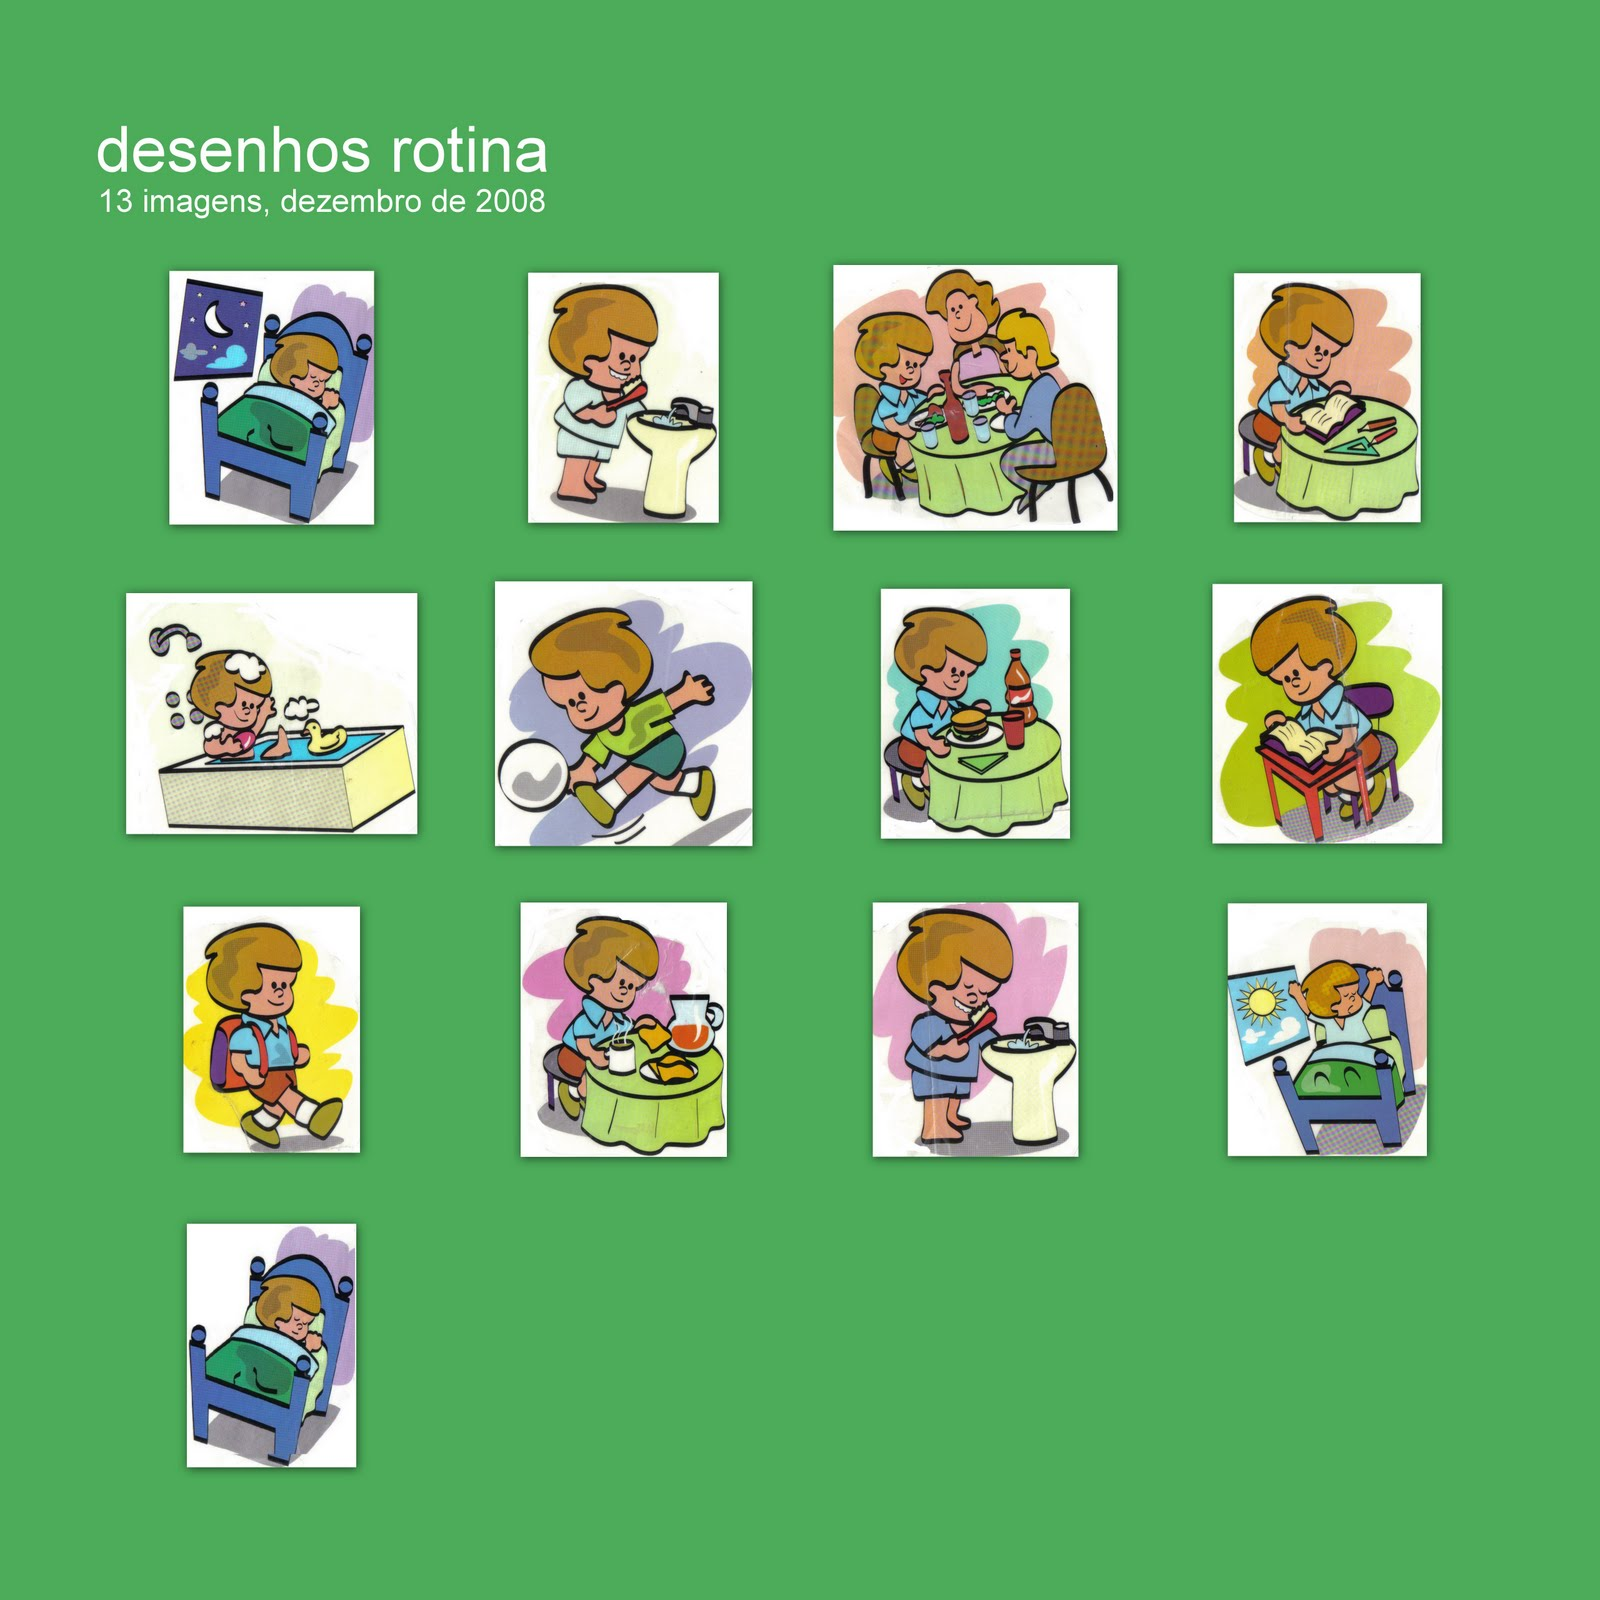 desenhos rotina
13 imagens, dezembro de 2008